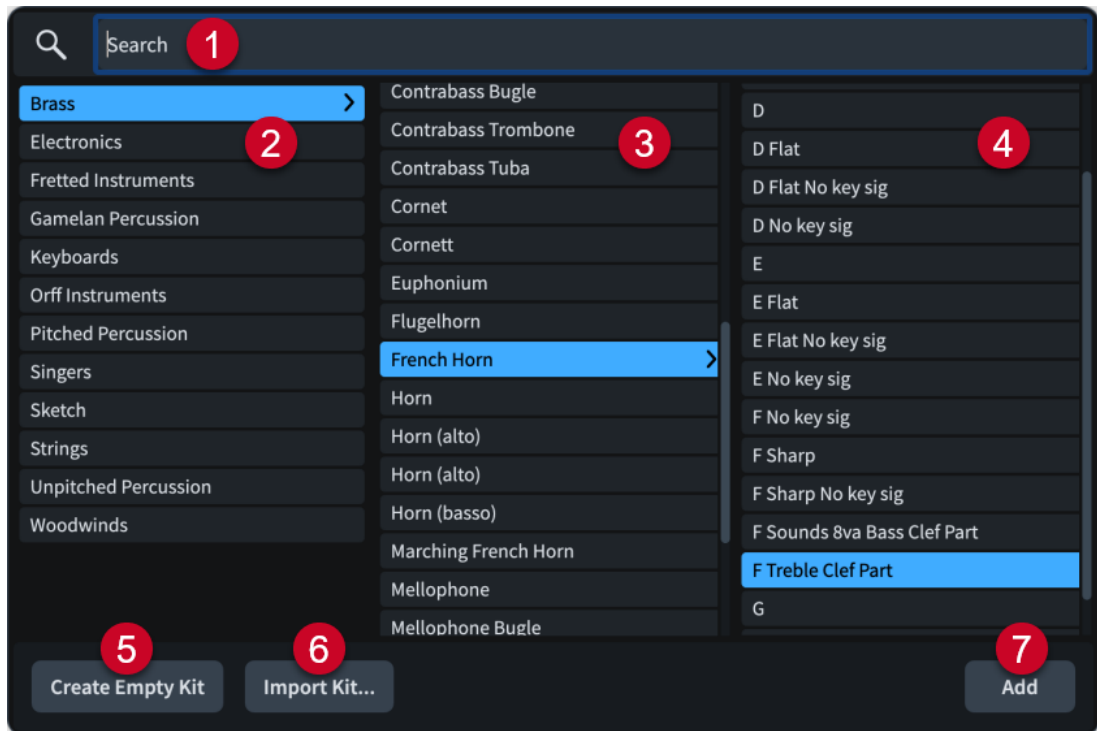 Search
1
Brass
2
Electronics
Fretted Instruments
Gamelan Percussion
Keyboards
Orff Instruments
Pitched Percussion
Singers
Sketch
Strings
Unpitched Percussion
Woodwinds
Contrabass Bugle
Contrabass Trombone
3
Contrabass Tuba
Cornet
Cornett
Euphonium
Flugelhorn
French Horn
Horn
Horn (alto)
Horn (alto)
Horn (basso)
Marching French Horn
Mellophone
Mellophone Bugle
D
4
D Flat
D Flat No key sig
D No key sig
E
E Flat
E Flat No key sig
E No key sig
F No key sig
F Sharp
F Sharp No key sig
F Sounds 8va Bass Clef Part
F Treble Clef Part
G
5
Create Empty Kit
6
Import Kit...
7
Add